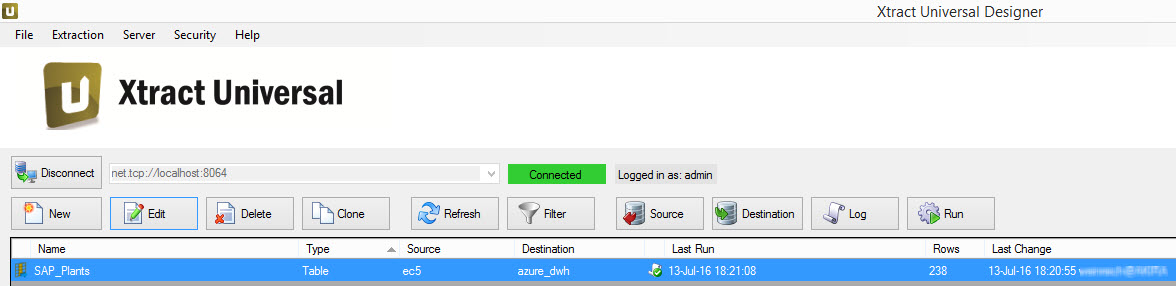 Xtract Universal Designer
File Extraction Server Security Help
Xtract Universal
Disconnect net.tcp://localhost:8064 Connected Logged in as: admin
New Edit Delete Clone Refresh Filter Source Destination Log Run
Name Type Source Destination Last Run Rows Last Change
SAP_Plants Table ec5 azure_dwh 13-Jul-16 18:21:08 238 13-Jul-16 18:20:55